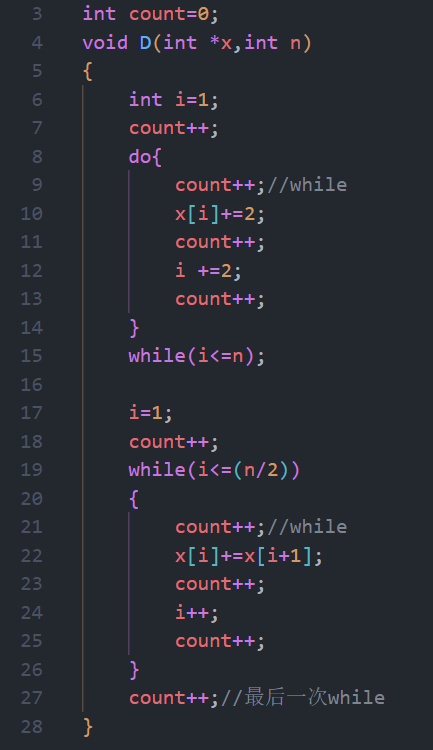 3 int count=0;
4 void D(int *x,int n)
5 {
6 int i=1;
7 count++;
8 do{
9 count++;//while
10 x[i]+=2;
11 count++;
12 i +=2;
13 count++;
14 }
15 while(i<=n);
16
17 i=1;
18 count++;
19 while(i<=(n/2))
20 {
21 count++;//while
22 x[i]+=x[i+1];
23 count++;
24 i++;
25 count++;
26 }
27 count++;//最后一次while
28 }